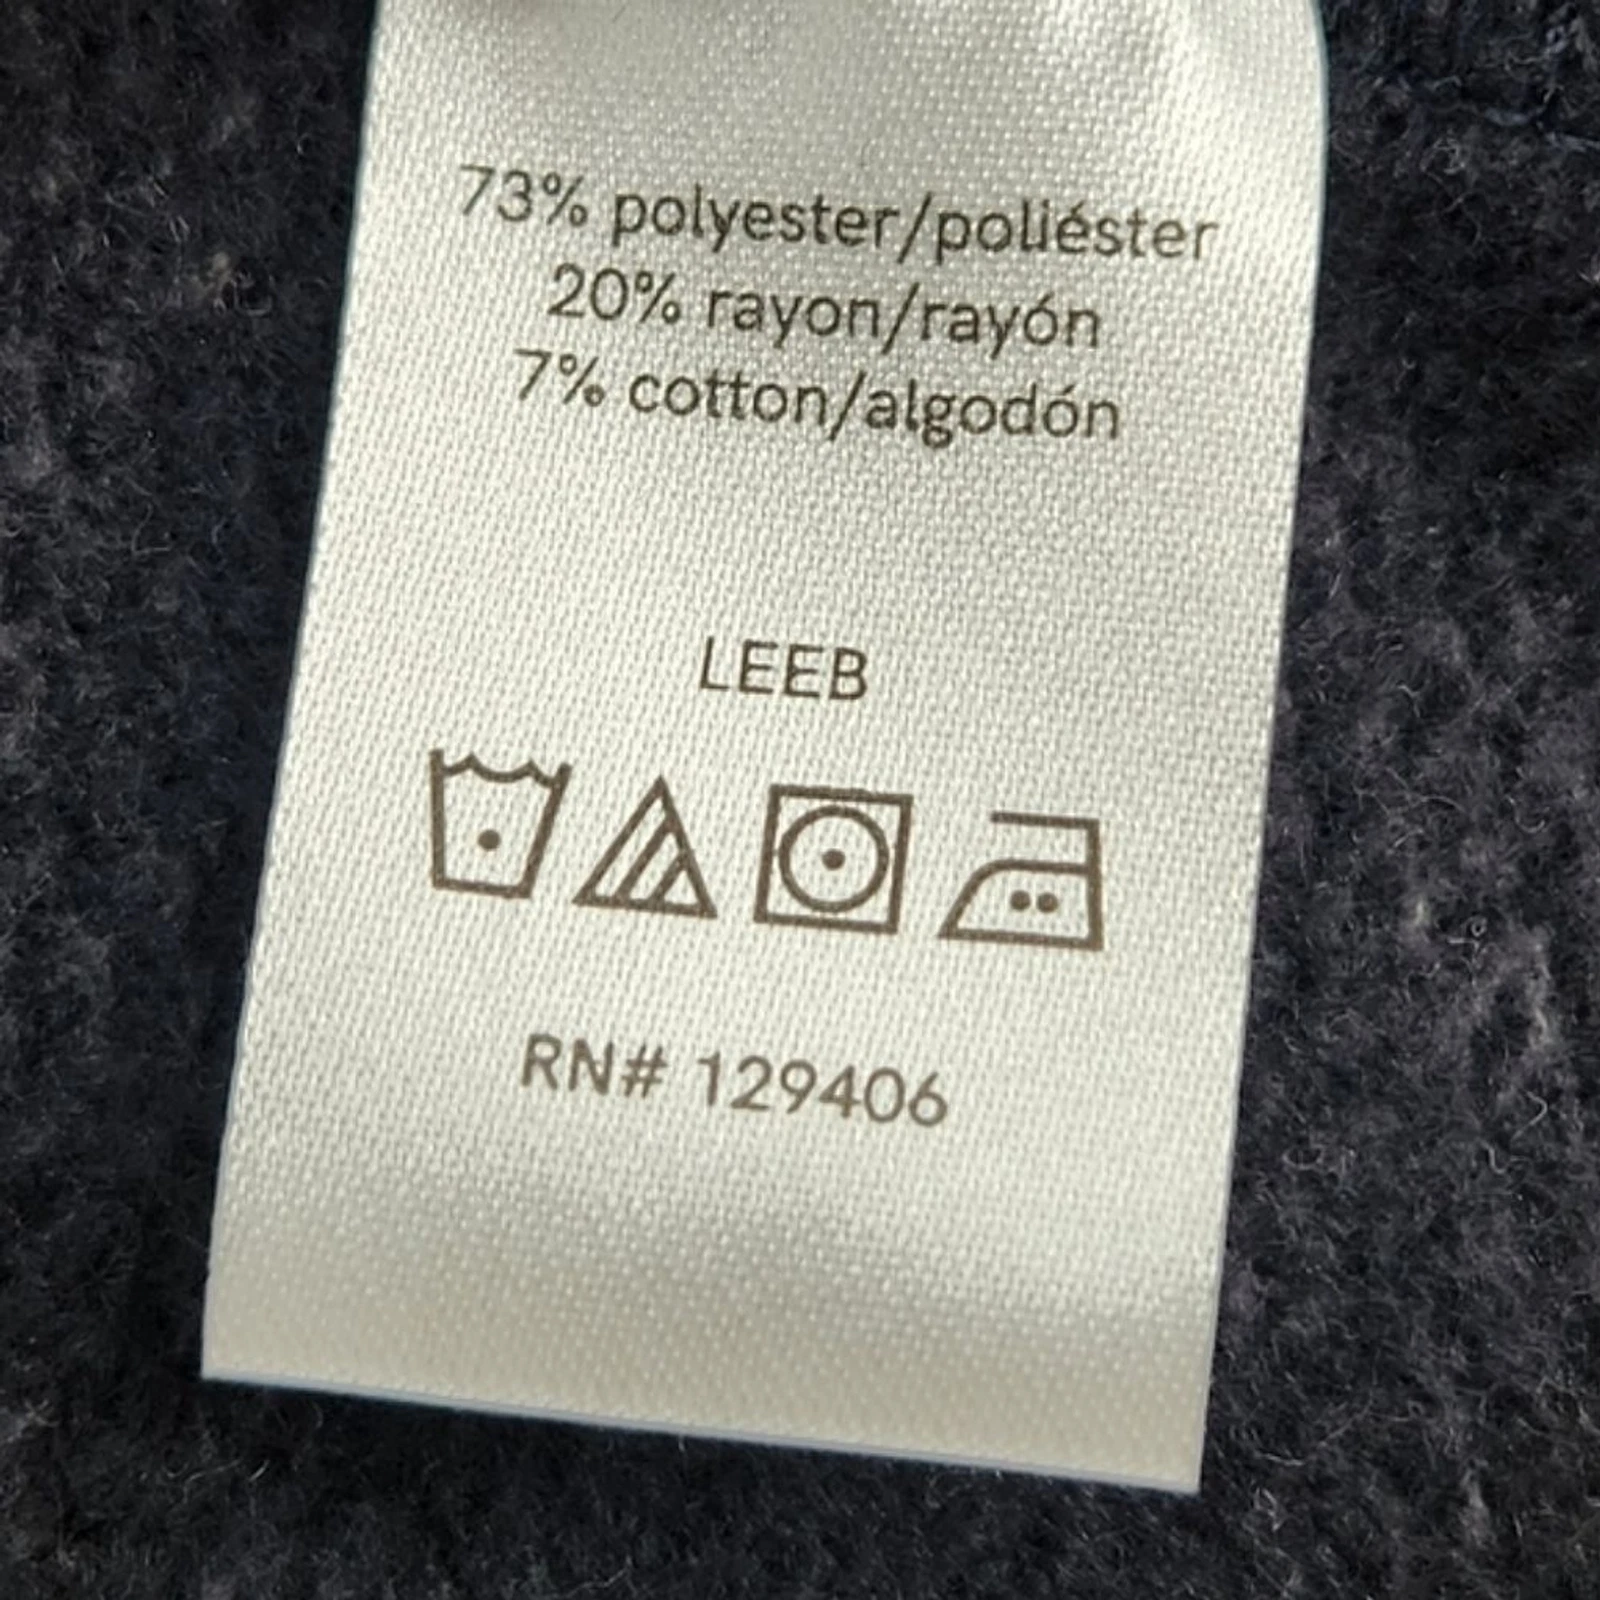 73% polyester/poliéster
20% rayon/rayón
7% cotton/algodón
LEEB
RN# 129406